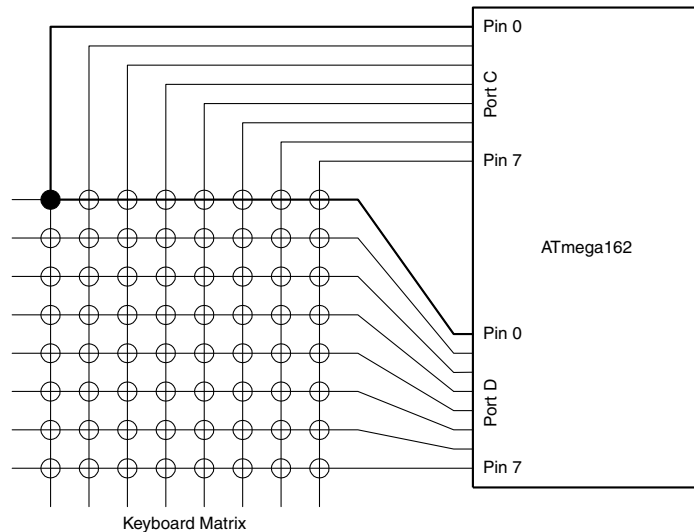 Pin 0
Port C
Pin 7
ATmega162
Pin 0
Port D
Pin 7
Keyboard Matrix